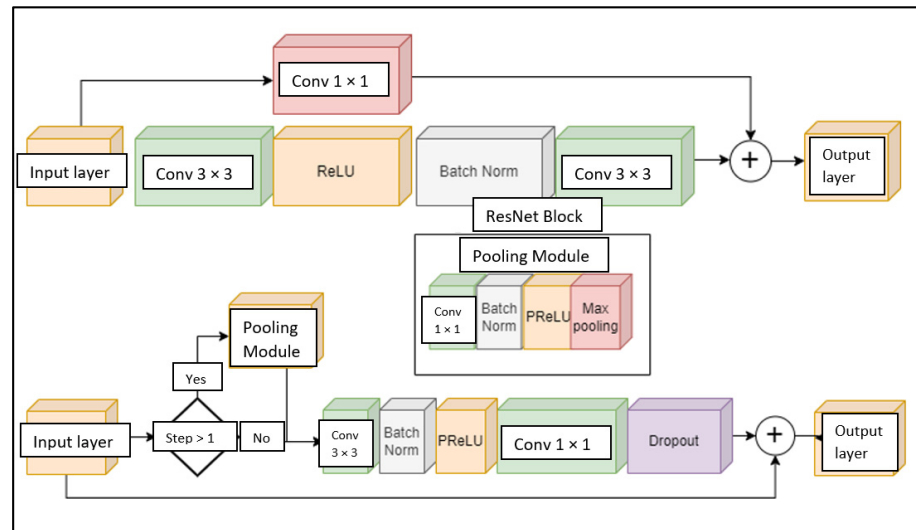 Conv 1 × 1
Input layer
Conv 3 × 3
ReLU
Batch Norm
Conv 3 × 3
+
Output
layer
ResNet Block
Pooling Module
Conv
1 × 1
Batch
Norm
PReLU
Max
pooling
Pooling
Module
Yes
Input layer
Step > 1
No
Conv
3 × 3
Batch
Norm
PReLU
Conv 1 × 1
Dropout
+
Output
layer